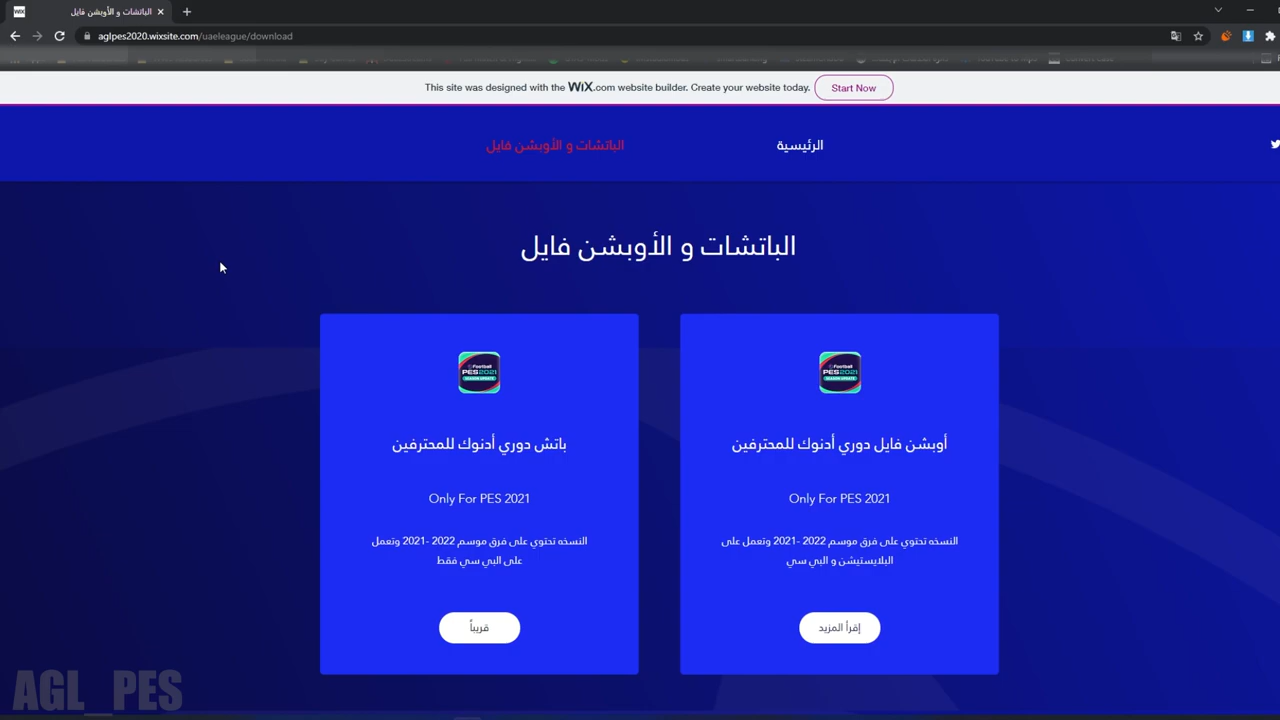 الباتشات و الأوبشن فايل
aglpes2020.wixsite.com/uaeleague/download
This site was designed with the WiX.com website builder. Create your website today. Start Now
الرئيسية
الباتشات و الأوبشن فايل
الباتشات و الأوبشن فايل
eFootball
PES2021
SEASON UPDATE
أوبشن فايل دوري أدنوك للمحترفين
Only For PES 2021
النسخه تحتوي على فرق موسم 2022 -2021 وتعمل على
البلايستيشن و البي سي
إقرأ المزيد
eFootball
PES2021
SEASON UPDATE
باتش دوري أدنوك للمحترفين
Only For PES 2021
النسخه تحتوي على فرق موسم 2022 -2021 وتعمل
على البي سي فقط
قريباً
AGL_PES